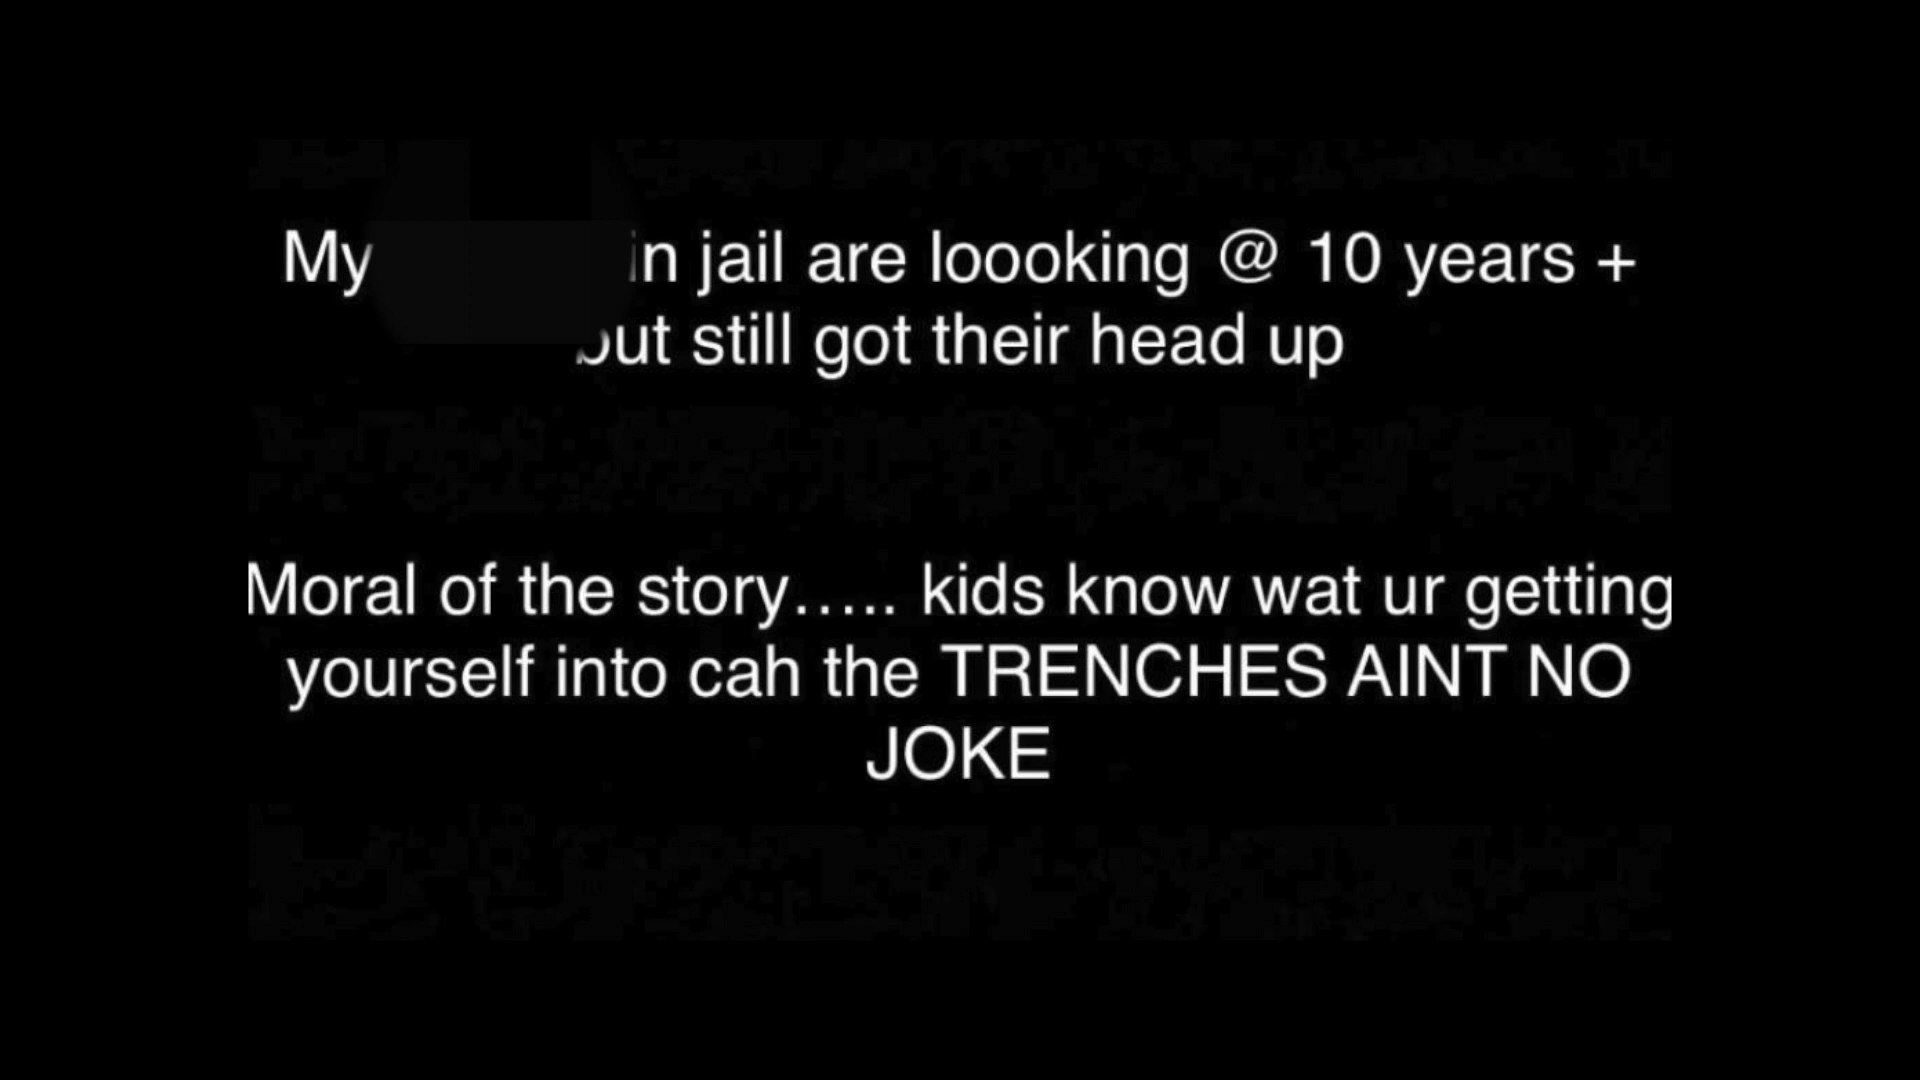 My in jail are loooking @ 10 years +
but still got their head up
Moral of the story..... kids know wat ur getting
yourself into cah the TRENCHES AINT NO
JOKE